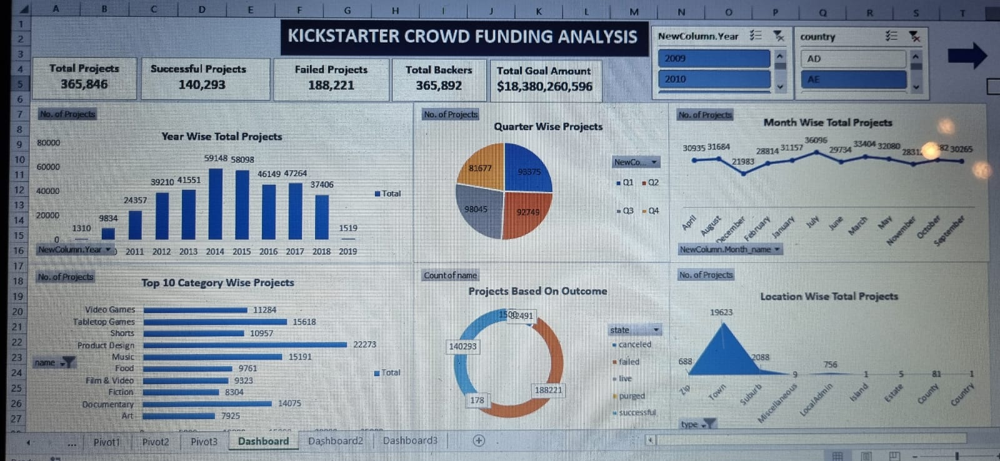 A B C D E F G H I J K L M N O P Q R S T
1
2
3
4
5
6
7
8
9
10
11
12
13
14
15
16
17
18
19
20
21
22
23
24
25
26
27
KICKSTARTER CROWD FUNDING ANALYSIS
NewColumn.Year
2009
2010
country
AD
AE
Total Projects
365,846
Successful Projects
140,293
Failed Projects
188,221
Total Backers
365,892
Total Goal Amount
$18,380,260,596
No. of Projects
Year Wise Total Projects
80000
60000
40000
20000
0
1310 9834 24357 39210 41551 59148 58098 46149 47264 37406 1519
Total
NewColumn.Year
2011 2012 2013 2014 2015 2016 2017 2018 2019
No. of Projects
Quarter Wise Projects
81677
93375
98045
92749
NewCo...
Q1 Q2
Q3 Q4
No. of Projects
Month Wise Total Projects
30935 31684 21983 28814 31157 36096 29734 33404 32080 30265
April August December February January July June March May November October September
NewColumn.Month_name
No. of Projects
Top 10 Category Wise Projects
Video Games 11284
Tabletop Games 15618
Shorts 10957
Product Design 22273
Music 15191
Food 9761
Film & Video 9323
Fiction 8304
Documentary 14075
Art 7925
name
Total
Count of name
Projects Based On Outcome
140293
178
188221
state
canceled
failed
live
purged
successful
No. of Projects
Location Wise Total Projects
688 19623 2088 9 756 1 5 81 1
Zip Town Suburb Miscellaneous LocalAdmin Island Estate County Country
type
... Pivot1 Pivot2 Pivot3 Dashboard Dashboard2 Dashboard3